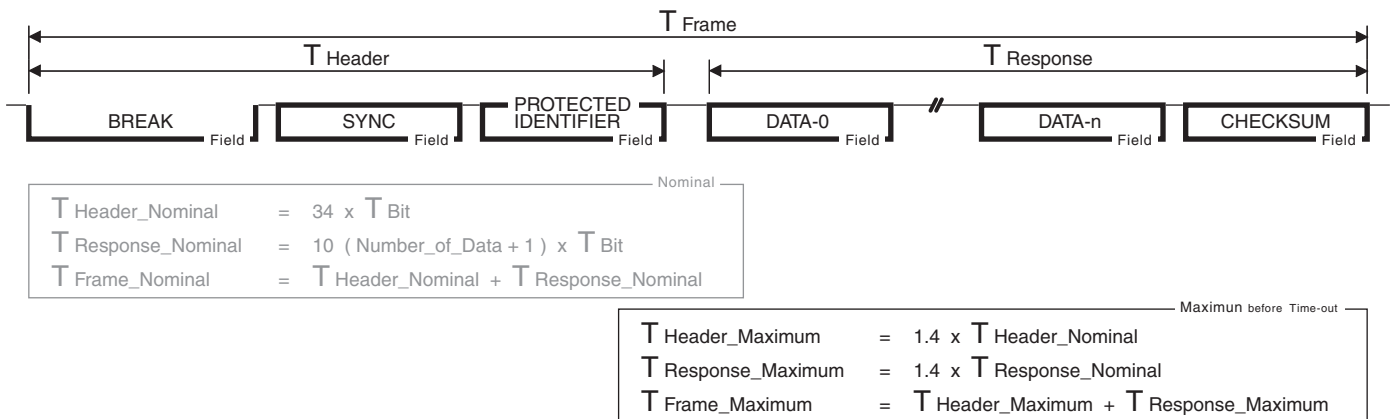 T Frame
T Header
T Response
BREAK Field
SYNC Field
PROTECTED IDENTIFIER Field
DATA-0 Field
DATA-n Field
CHECKSUM Field
Nominal
T Header_Nominal = 34 x T Bit
T Response_Nominal = 10 ( Number_of_Data + 1 ) x T Bit
T Frame_Nominal = T Header_Nominal + T Response_Nominal
Maximun before Time-out
T Header_Maximum = 1.4 x T Header_Nominal
T Response_Maximum = 1.4 x T Response_Nominal
T Frame_Maximum = T Header_Maximum + T Response_Maximum